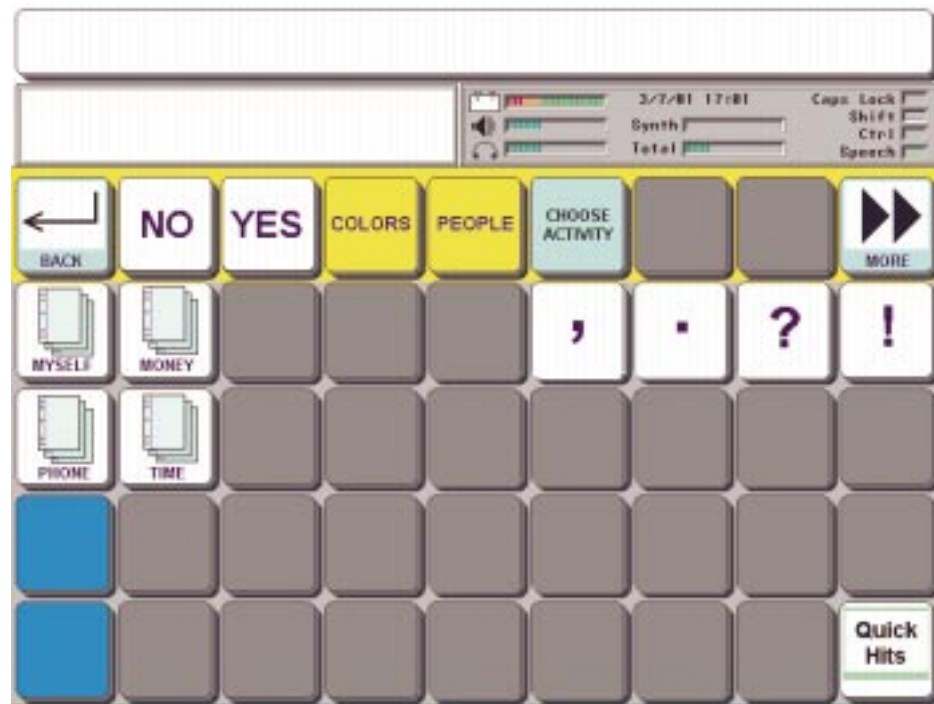 3/7/01 17:01
Caps Lock
Shift
Synth
Ctrl
Total
Speech
BACK
NO
YES
COLORS
PEOPLE
CHOOSE
ACTIVITY
MORE
MYSELF
MONEY
,
.
?
!
PHONE
TIME
Quick
Hits